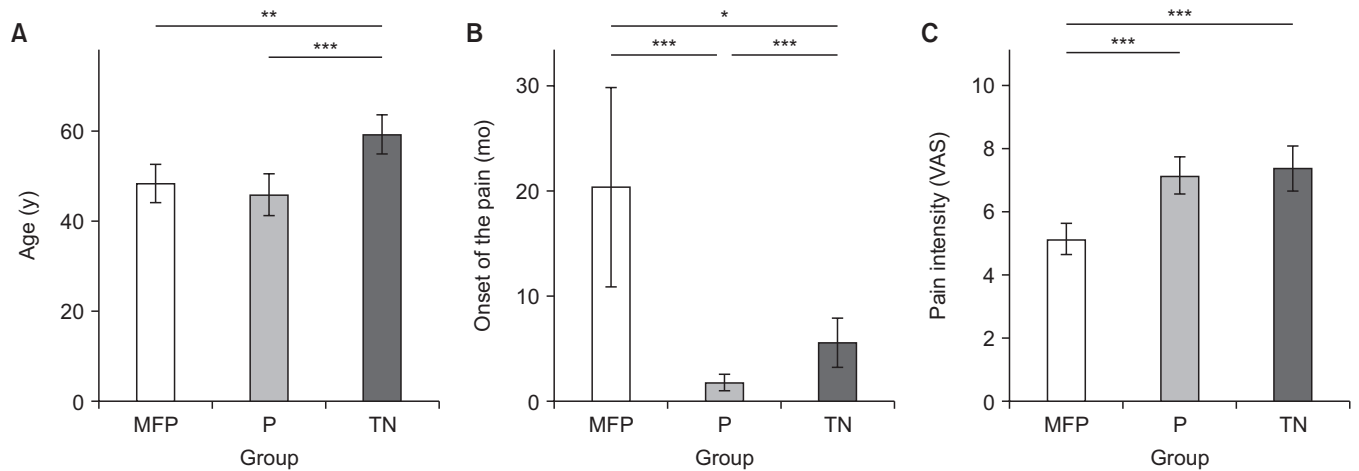 A
**
***
Age (y)
60
40
20
0
MFP P TN
Group
B
*
*** ***
Onset of the pain (mo)
30
20
10
0
MFP P TN
Group
C
***
***
Pain intensity (VAS)
10
8
6
4
2
0
MFP P TN
Group